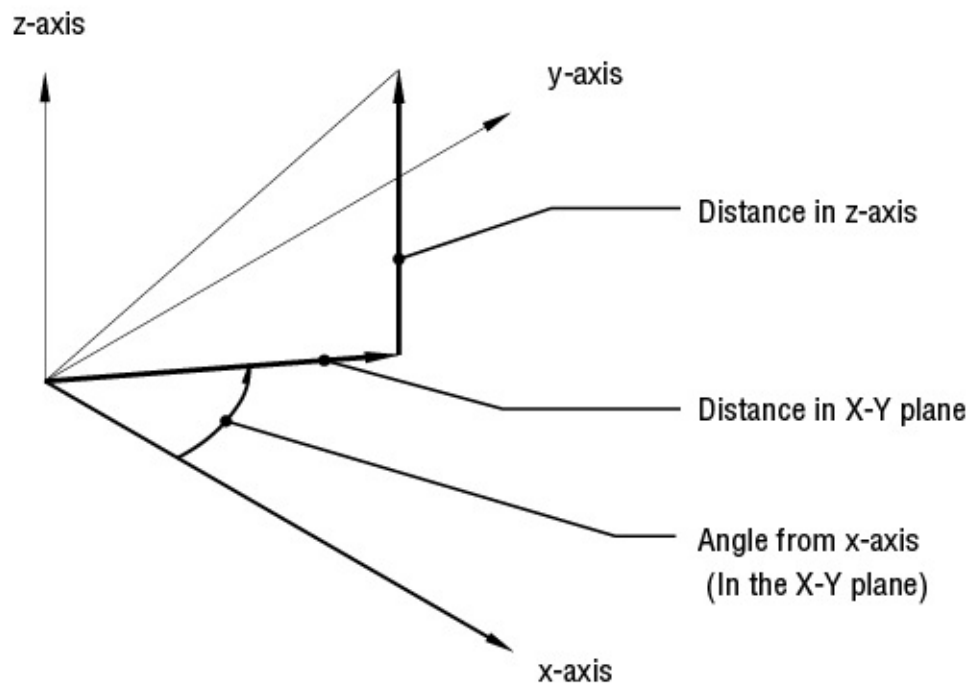 z-axis
y-axis
Distance in z-axis
Distance in X-Y plane
Angle from x-axis
(In the X-Y plane)
x-axis